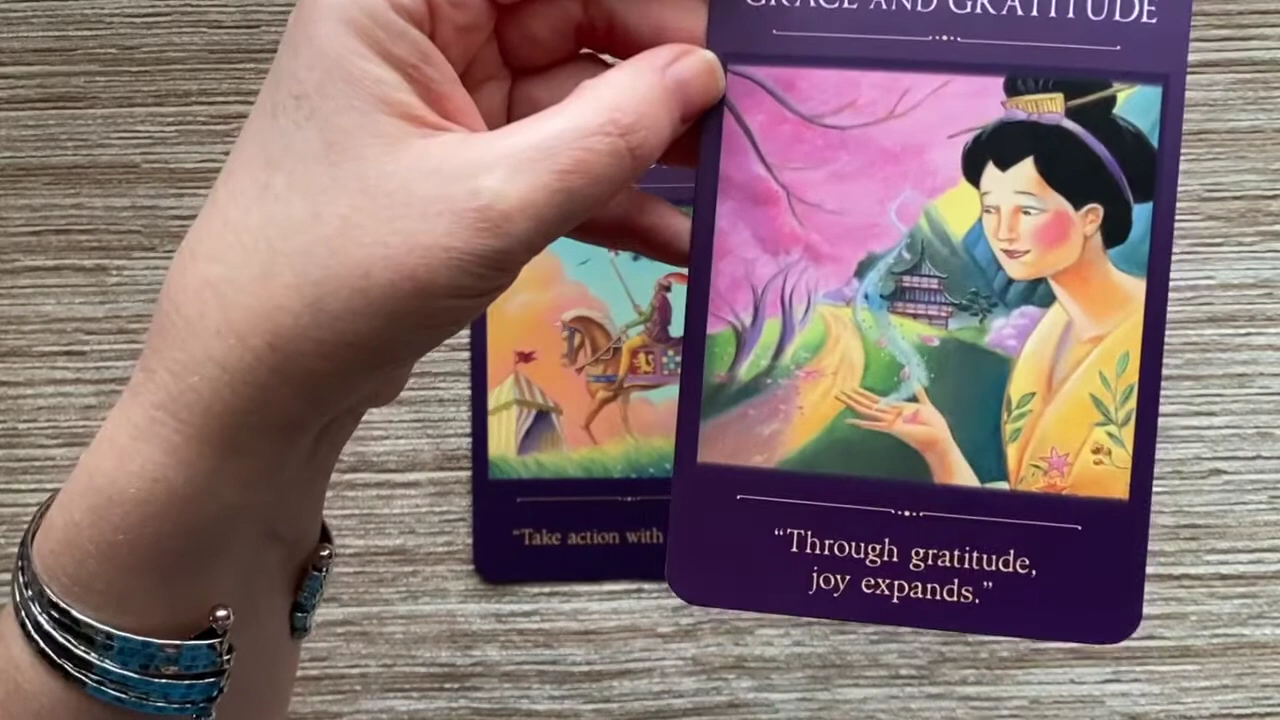 GRACE AND GRATITUDE
"Take action with
"Through gratitude,
joy expands."